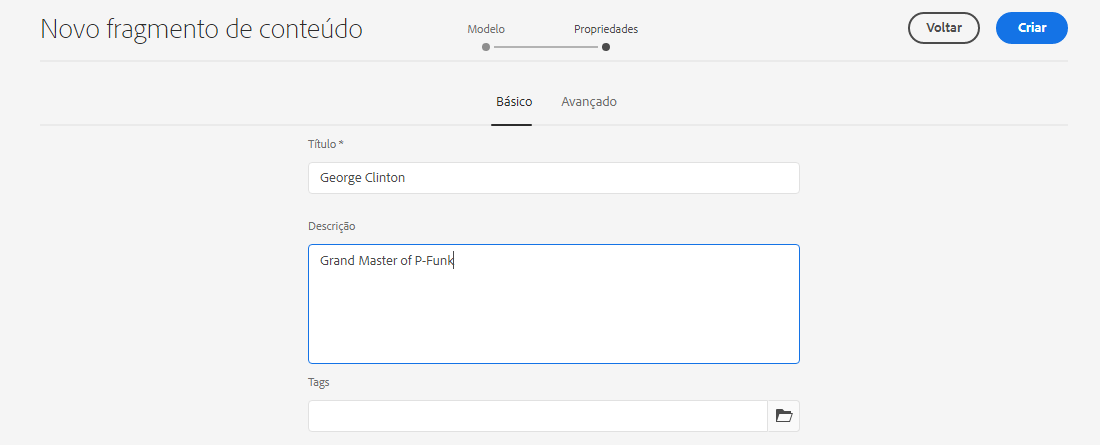 Novo fragmento de conteúdo
Modelo
Propriedades
Voltar
Criar
Básico
Avançado
Título *
George Clinton
Descrição
Grand Master of P-Funk
Tags